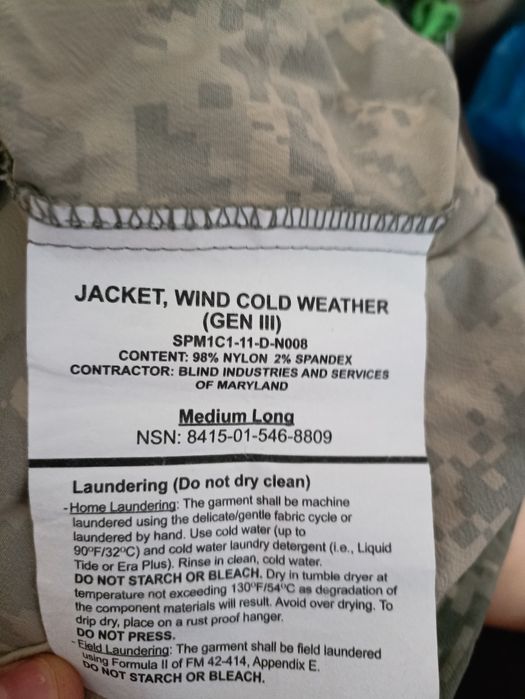 JACKET, WIND COLD WEATHER
(GEN III)
SPM1C1-11-D-N008
CONTENT: 98% NYLON 2% SPANDEX
CONTRACTOR: BLIND INDUSTRIES AND SERVICES
OF MARYLAND
Medium Long
NSN: 8415-01-546-8809
Laundering (Do not dry clean)
- Home Laundering: The garment shall be machine
laundered using the delicate/gentle fabric cycle or
laundered by hand. Use cold water (up to
90°F/32°C) and cold water laundry detergent (i.e., Liquid
Tide or Era Plus). Rinse in clean, cold water.
DO NOT STARCH OR BLEACH. Dry in tumble dryer at
temperature not exceeding 130°F/54°C as degradation of
the component materials will result. Avoid over drying. To
drip dry, place on a rust proof hanger.
DO NOT PRESS.
- Field Laundering: The garment shall be field laundered
using Formula II of FM 42-414, Appendix E.
DO NOT STARCH OR BLEACH.